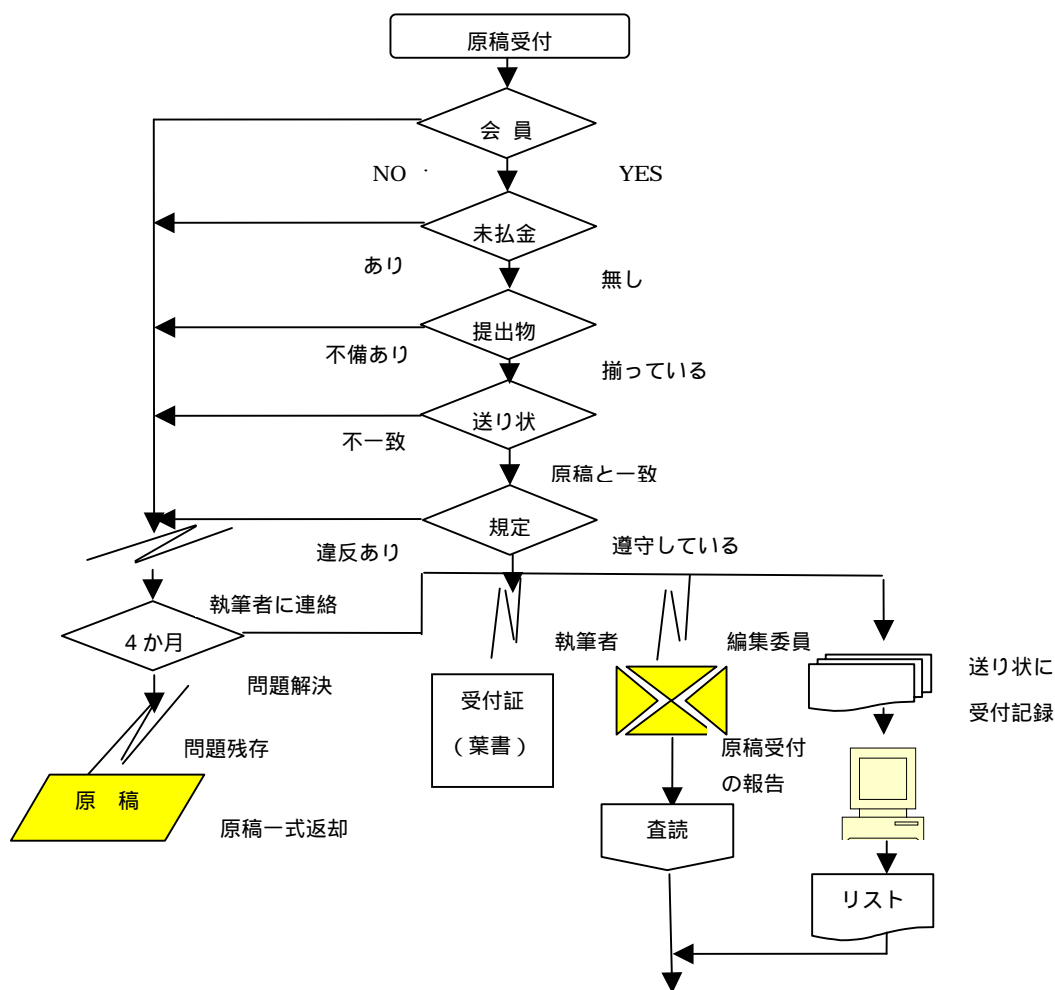 原稿受付
会 員
NO
YES
未払金
あり
無し
提出物
不備あり
揃っている
送り状
不一致
原稿と一致
規定
違反あり
遵守している
執筆者に連絡
4か月
問題解決
問題残存
原 稿
原稿一式返却
執筆者
受付証
(葉書)
編集委員
原稿受付
の報告
査読
送り状に
受付記録
リスト